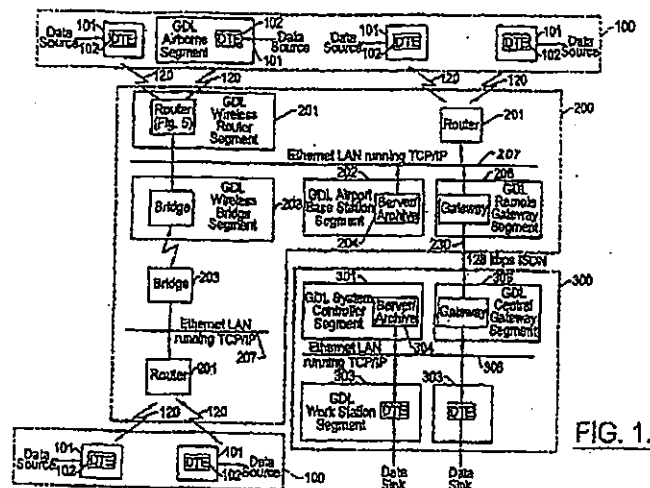 101 102 101 101 100
Data Source DTE GDL Airborne Segment DTE Data Source Data Source DTE DTE Data Source
102 101 102 102
120 120 120 120
Router (Fig. 5) GDL Wireless Router Segment 201 201 200
Router
Ethernet LAN running TCP/IP 207
202 206
Bridge GDL Wireless Bridge Segment 203 GDL Airport Base Station Segment Server/Archive Gateway GDL Remote Gateway Segment
204 230
128 kbps ISDN
Bridge 301 300
203 GDL System Controller Segment Server/Archive Gateway GDL Central Gateway Segment
Ethernet LAN running TCP/IP 304
207 Ethernet LAN running TCP/IP
Router 303 303
201 GDL Work Station Segment DTE DTE
120 120
Data Source 101 DTE 101 DTE Data Source
102 102 100
Data Sink Data Sink
FIG. 1.